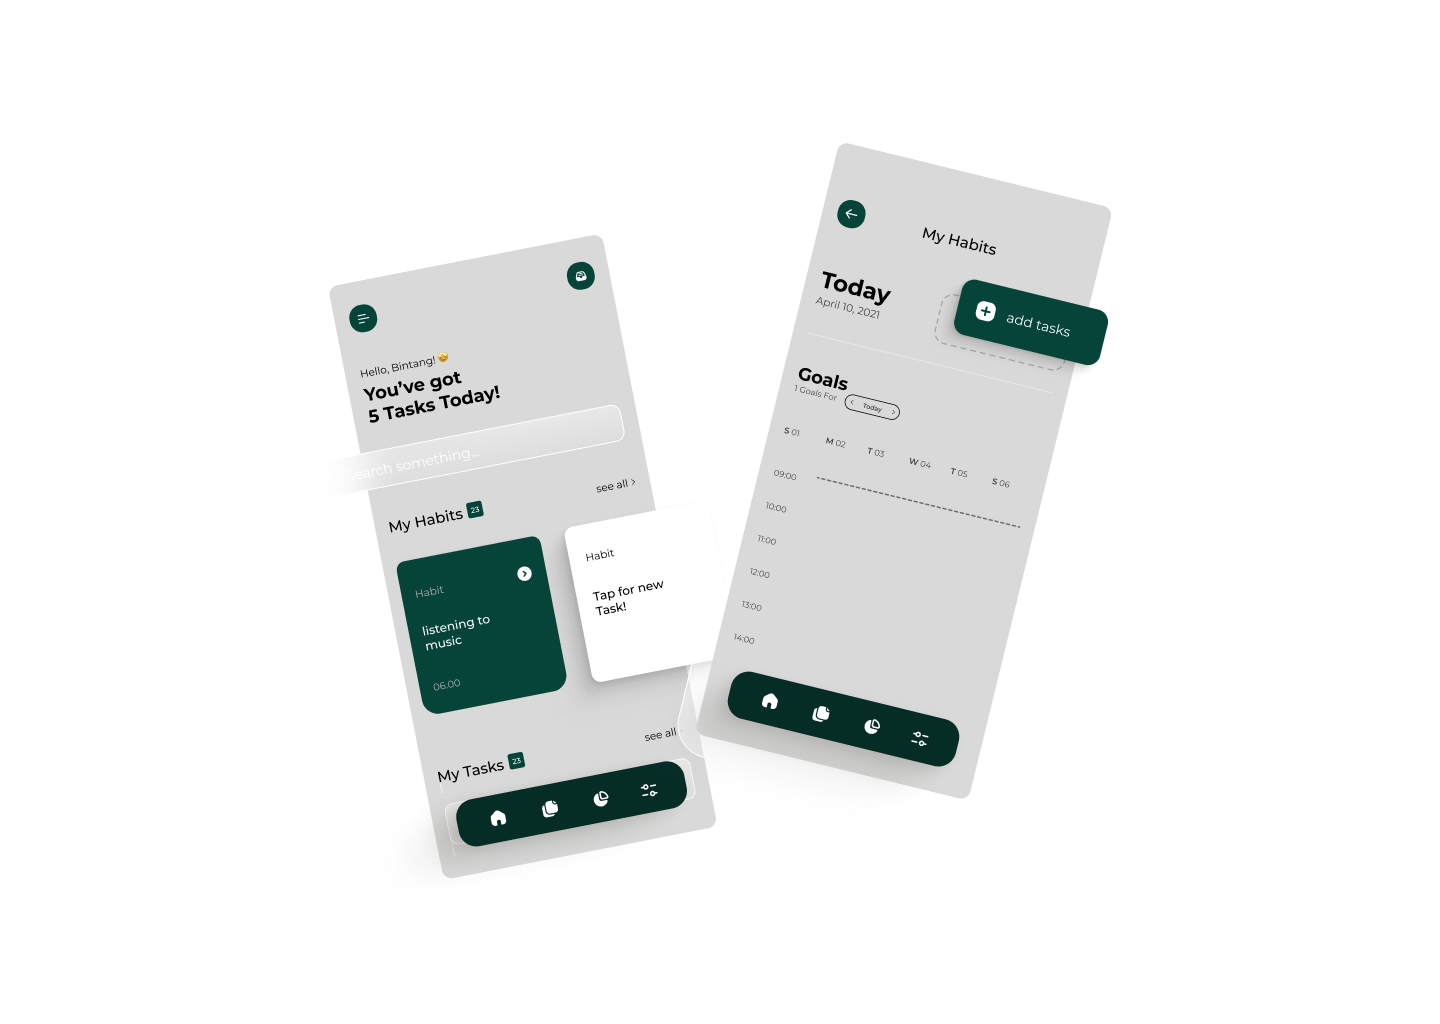 Hello, Bintang! 🤩
You've got
5 Tasks Today!
Search something...
see all >
My Habits 23
Habit
listening to
music
06.00
Habit
Tap for new
Task!
see all
My Tasks 23
My Habits
Today
April 10, 2021
add tasks
Goals
1 Goals For < Today >
S 01 M 02 T 03 W 04 T 05 S 06
09:00
10:00
11:00
12:00
13:00
14:00